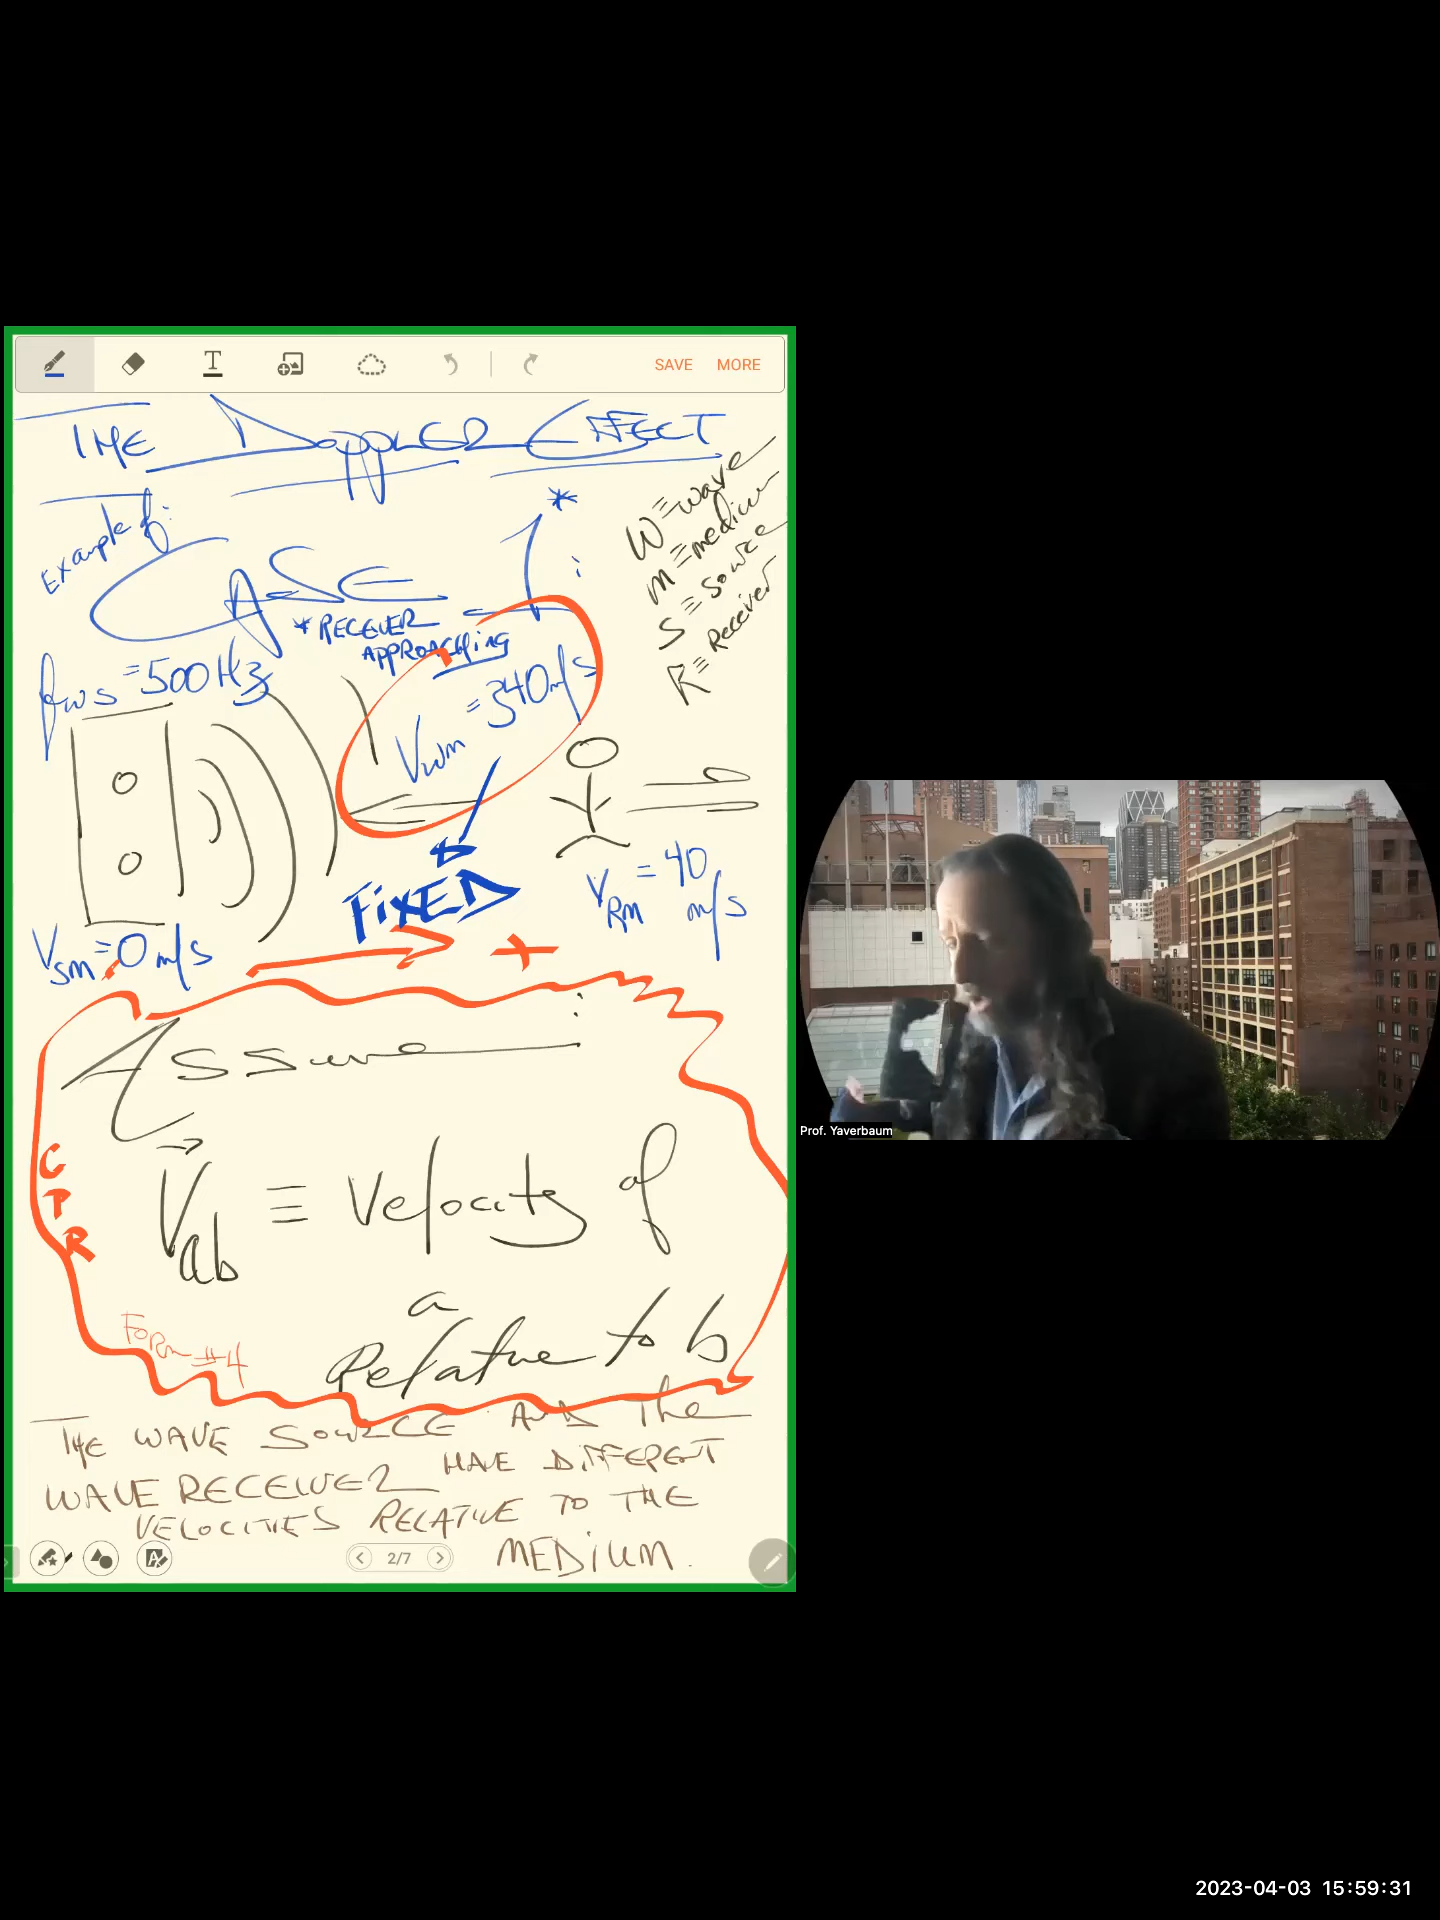 T
SAVE MORE
THE DOPPLER EFFECT
Example of:
CASE 1*:
* RECEIVER
APPROACHING
W ≡ wave
m ≡ medium
S ≡ Source
R ≡ Receiver
fws = 500 Hz
Vwm = 340 m/s
FIXED
VRm = 40 m/s
Vsm = 0 m/s
+
Assume:
CPR
Vab ≡ Velocity of
a
Relative to b
Form #4
THE WAVE SOURCE AND The
WAVE RECEIVER HAVE DIFFERENT
VELOCITIES RELATIVE TO THE
MEDIUM.
2/7
Prof. Yaverbaum
2023-04-03 15:59:31